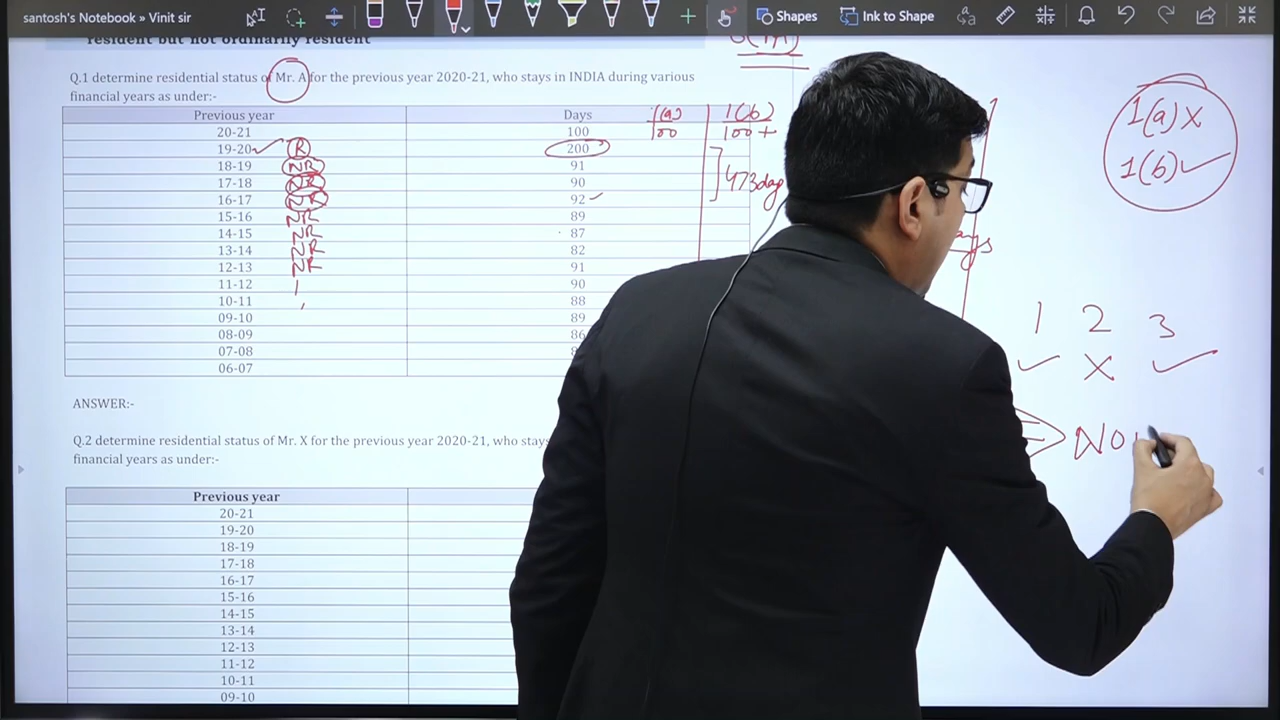 santosh's Notebook » Vinit sir
Shapes
Ink to Shape
resident but not ordinarily resident
Q.1 determine residential status of Mr. A for the previous year 2020-21, who stays in INDIA during various
financial years as under:-
Previous year Days 1(a) 1(b)
20-21 100 100 100 +
19-20 R 200
18-19 NR 91
17-18 NR 90 473 day
16-17 NR 92
15-16 NR 89
14-15 NR 87
13-14 NR 82
12-13 NR 91
11-12 90
10-11 88
09-10 89
08-09 86
07-08
06-07
1(a) x
1(b) ✓
1 2 3
✓ x ✓
ANSWER:-
Q.2 determine residential status of Mr. X for the previous year 2020-21, who stays
financial years as under:-
Previous year
20-21
19-20
18-19
17-18
16-17
15-16
14-15
13-14
12-13
11-12
10-11
09-10